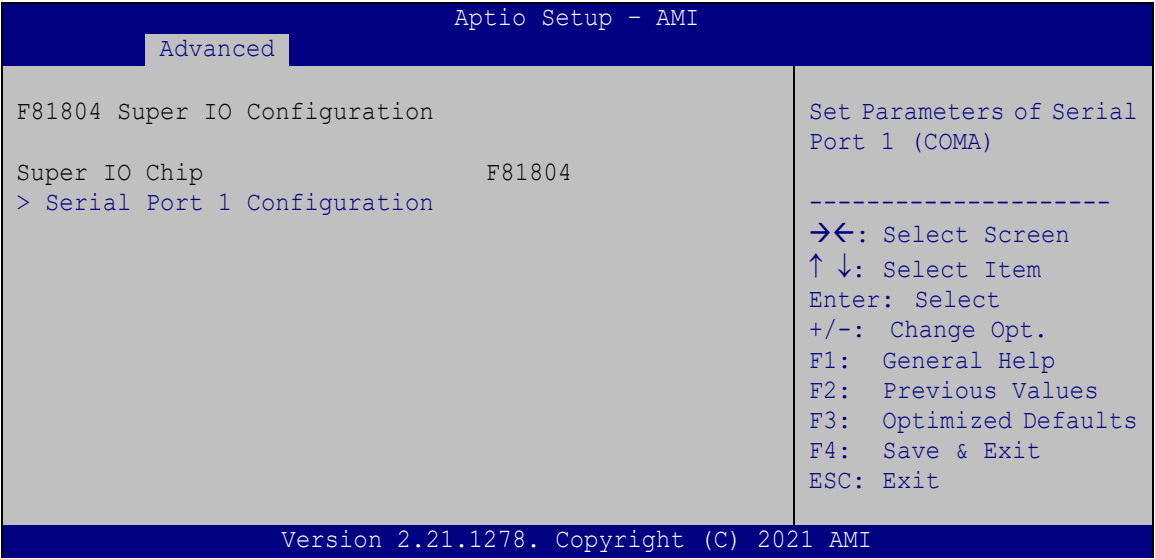 Aptio Setup – AMI
Advanced
F81804 Super IO Configuration
Super IO Chip F81804
> Serial Port 1 Configuration
Set Parameters of Serial
Port 1 (COMA)
---------------------
→←: Select Screen
↑ ↓: Select Item
Enter: Select
+/-: Change Opt.
F1: General Help
F2: Previous Values
F3: Optimized Defaults
F4: Save & Exit
ESC: Exit
Version 2.21.1278. Copyright (C) 2021 AMI